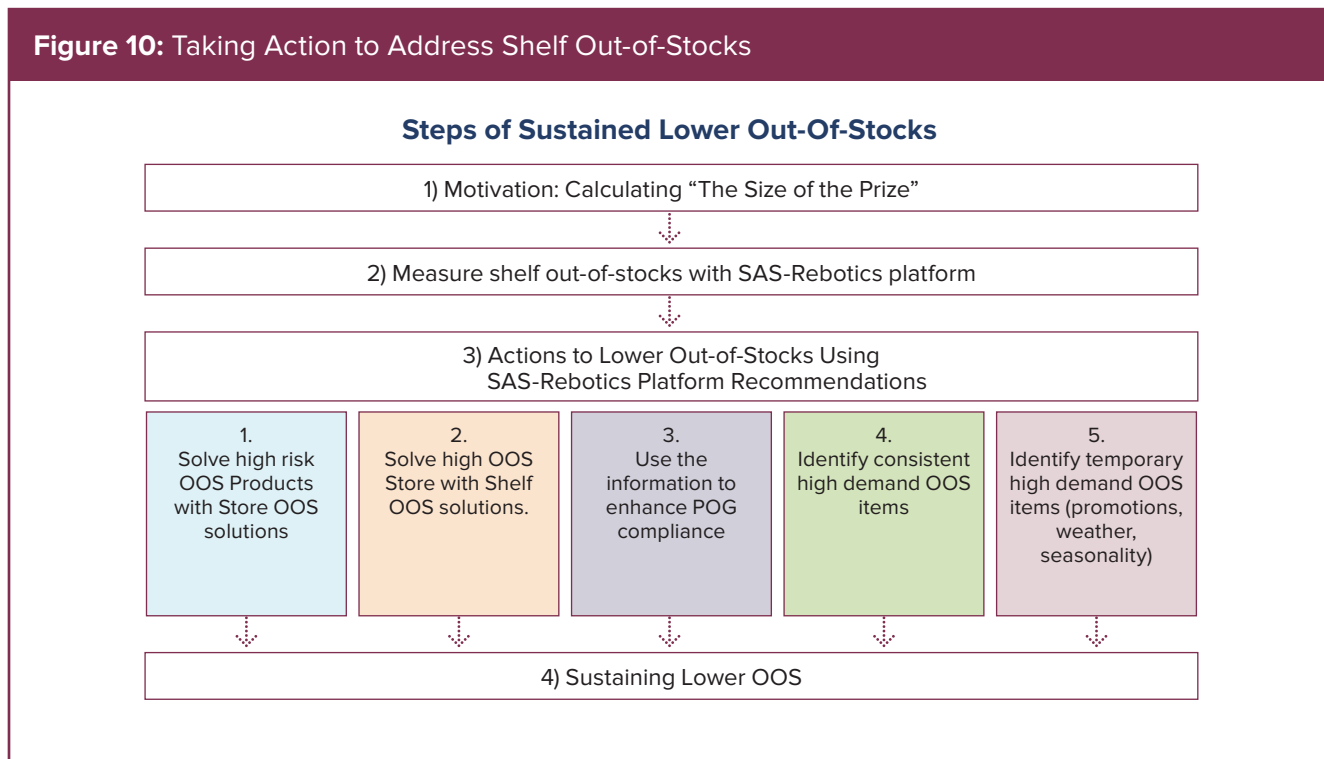 Figure 10: Taking Action to Address Shelf Out-of-Stocks
Steps of Sustained Lower Out-Of-Stocks
1) Motivation: Calculating “The Size of the Prize”
2) Measure shelf out-of-stocks with SAS-Rebotics platform
3) Actions to Lower Out-of-Stocks Using
SAS-Rebotics Platform Recommendations
1.
Solve high risk
OOS Products
with Store OOS
solutions
2.
Solve high OOS
Store with Shelf
OOS solutions.
3.
Use the
information to
enhance POG
compliance
4.
Identify consistent
high demand OOS
items
5.
Identify temporary
high demand OOS
items (promotions,
weather,
seasonality)
4) Sustaining Lower OOS